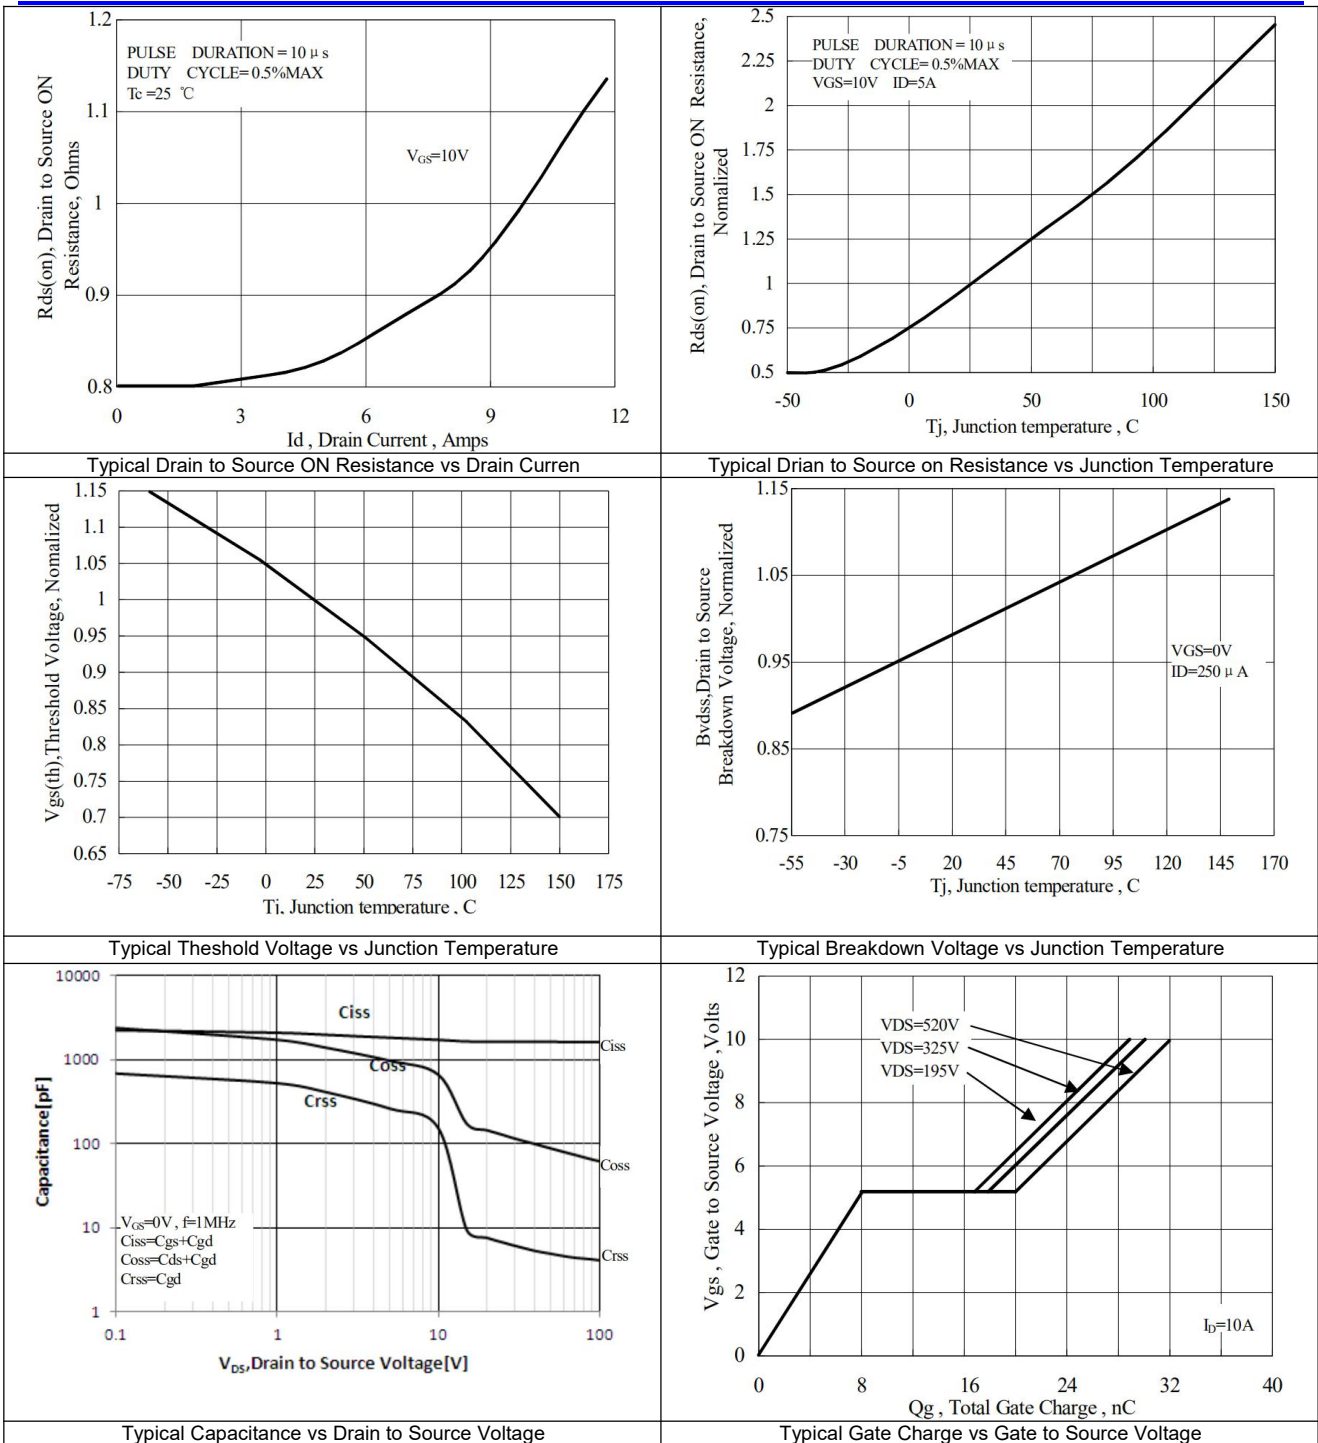 1.2
1.1
1
0.9
0.8
PULSE DURATION = 10 μ s
DUTY CYCLE= 0.5%MAX
Tc =25 ℃
VGS=10V
Rds(on), Drain to Source ON
Resistance, Ohms
0 3 6 9 12
Id , Drain Current , Amps
Typical Drain to Source ON Resistance vs Drain Curren
2.5
2.25
2
1.75
1.5
1.25
1
0.75
0.5
PULSE DURATION = 10 μ s
DUTY CYCLE= 0.5%MAX
VGS=10V ID=5A
Rds(on), Drain to Source ON Resistance,
Nomalized
-50 0 50 100 150
Tj, Junction temperature , C
Typical Drian to Source on Resistance vs Junction Temperature
1.15
1.1
1.05
1
0.95
0.9
0.85
0.8
0.75
0.7
0.65
Vgs(th),Threshold Voltage, Nomalized
-75 -50 -25 0 25 50 75 100 125 150 175
Tj, Junction temperature , C
Typical Theshold Voltage vs Junction Temperature
1.15
1.05
0.95
0.85
0.75
VGS=0V
ID=250 μ A
Bvdss,Drain to Source
Breakdown Voltage, Normalized
-55 -30 -5 20 45 70 95 120 145 170
Tj, Junction temperature , C
Typical Breakdown Voltage vs Junction Temperature
10000
1000
100
10
1
Capacitance[pF]
Ciss
Ciss
Coss
Crss
Coss
Crss
VGS=0V , f=1MHz
Ciss=Cgs+Cgd
Coss=Cds+Cgd
Crss=Cgd
0.1 1 10 100
VDS,Drain to Source Voltage[V]
Typical Capacitance vs Drain to Source Voltage
12
10
8
6
4
2
0
VDS=520V
VDS=325V
VDS=195V
ID=10A
Vgs , Gate to Source Voltage ,Volts
0 8 16 24 32 40
Qg , Total Gate Charge , nC
Typical Gate Charge vs Gate to Source Voltage